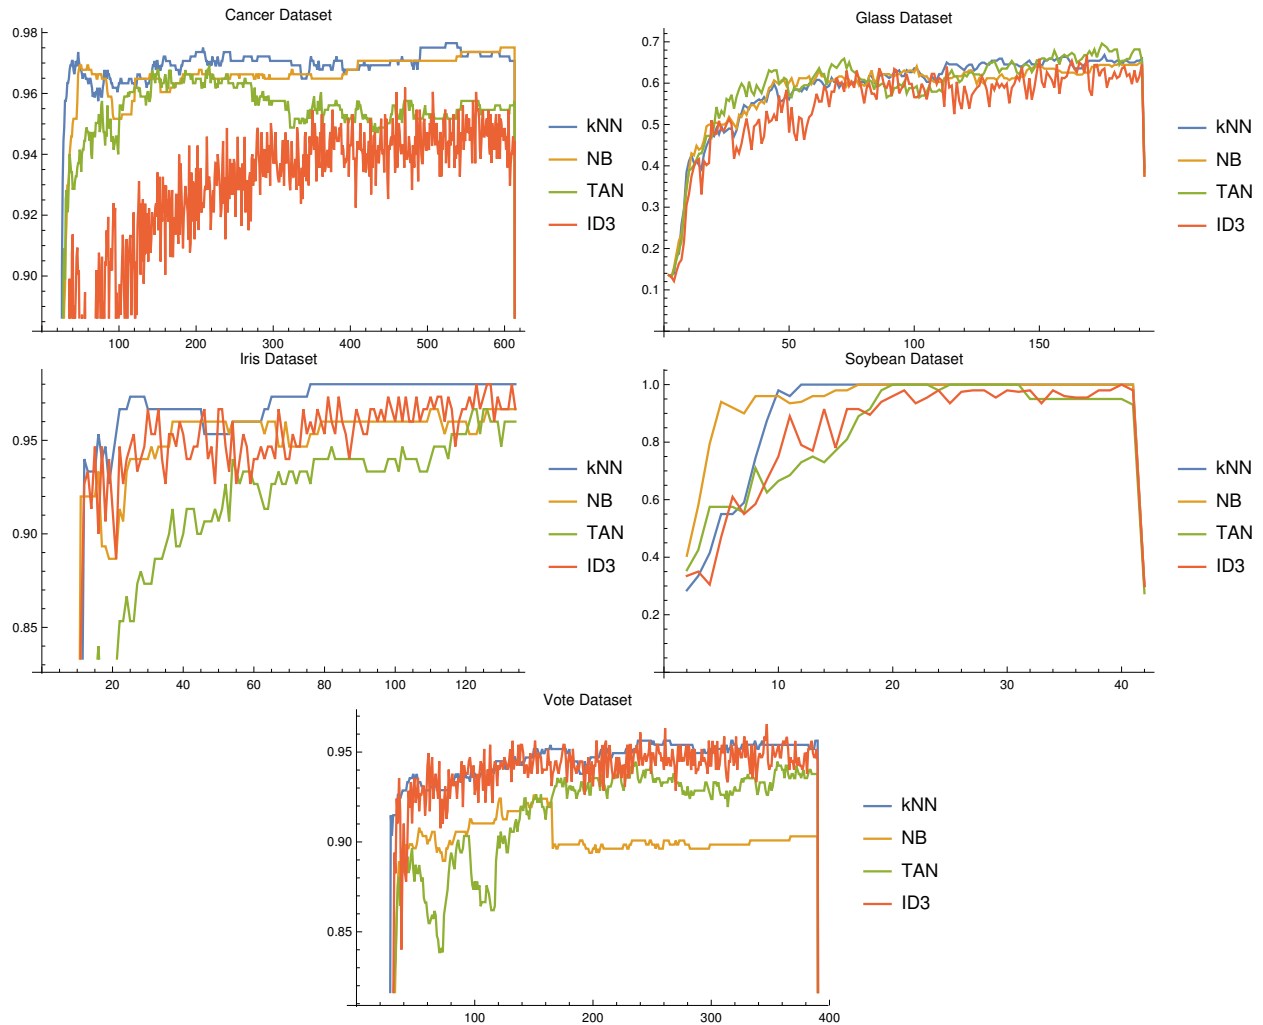 Cancer Dataset
0.98
0.96
0.94
0.92
0.90
100 200 300 400 500 600
kNN
NB
TAN
ID3
Glass Dataset
0.7
0.6
0.5
0.4
0.3
0.2
0.1
50 100 150
kNN
NB
TAN
ID3
Iris Dataset
0.95
0.90
0.85
20 40 60 80 100 120
kNN
NB
TAN
ID3
Soybean Dataset
1.0
0.8
0.6
0.4
0.2
10 20 30 40
kNN
NB
TAN
ID3
Vote Dataset
0.95
0.90
0.85
100 200 300 400
kNN
NB
TAN
ID3